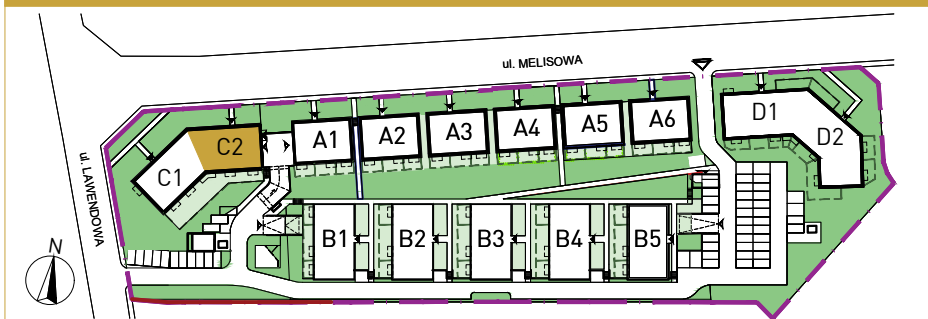 ul. MELISOWA
ul. LAWENDOWA
C1
C2
A1
A2
A3
A4
A5
A6
D1
D2
B1
B2
B3
B4
B5
N